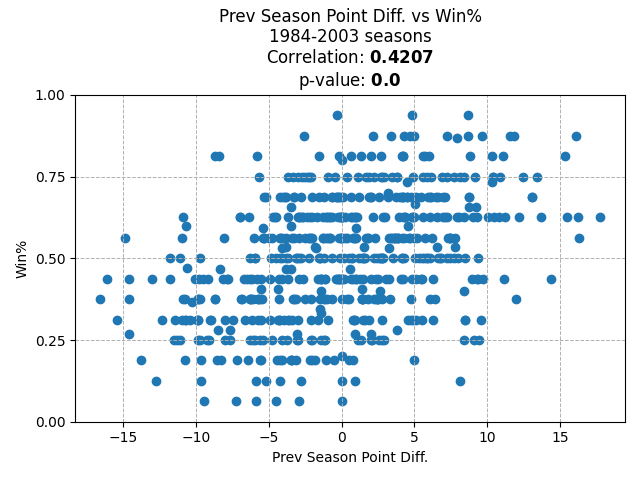 Prev Season Point Diff. vs Win%
1984-2003 seasons
Correlation: 0.4207
p-value: 0.0
1.00
0.75
0.50
0.25
0.00
Win%
−15
−10
−5
0
5
10
15
Prev Season Point Diff.